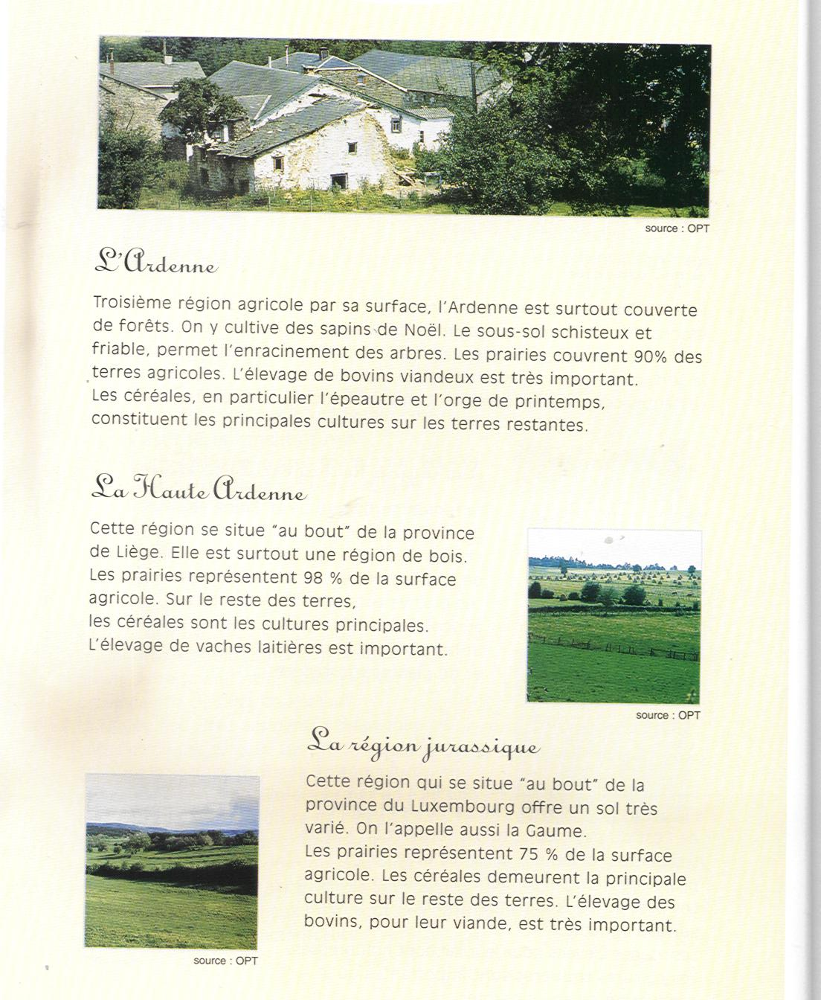 source : OPT
L'Ardenne
Troisième région agricole par sa surface, l'Ardenne est surtout couverte
de forêts. On y cultive des sapins de Noël. Le sous-sol schisteux et
friable, permet l'enracinement des arbres. Les prairies couvrent 90% des
terres agricoles. L'élevage de bovins viandeux est très important.
Les céréales, en particulier l'épeautre et l'orge de printemps,
constituent les principales cultures sur les terres restantes.
La Haute Ardenne
Cette région se situe "au bout" de la province
de Liège. Elle est surtout une région de bois.
Les prairies représentent 98 % de la surface
agricole. Sur le reste des terres,
les céréales sont les cultures principales.
L'élevage de vaches laitières est important.
source : OPT
La région jurassique
Cette région qui se situe "au bout" de la
province du Luxembourg offre un sol très
varié. On l'appelle aussi la Gaume.
Les prairies représentent 75 % de la surface
agricole. Les céréales demeurent la principale
culture sur le reste des terres. L'élevage des
bovins, pour leur viande, est très important.
source : OPT